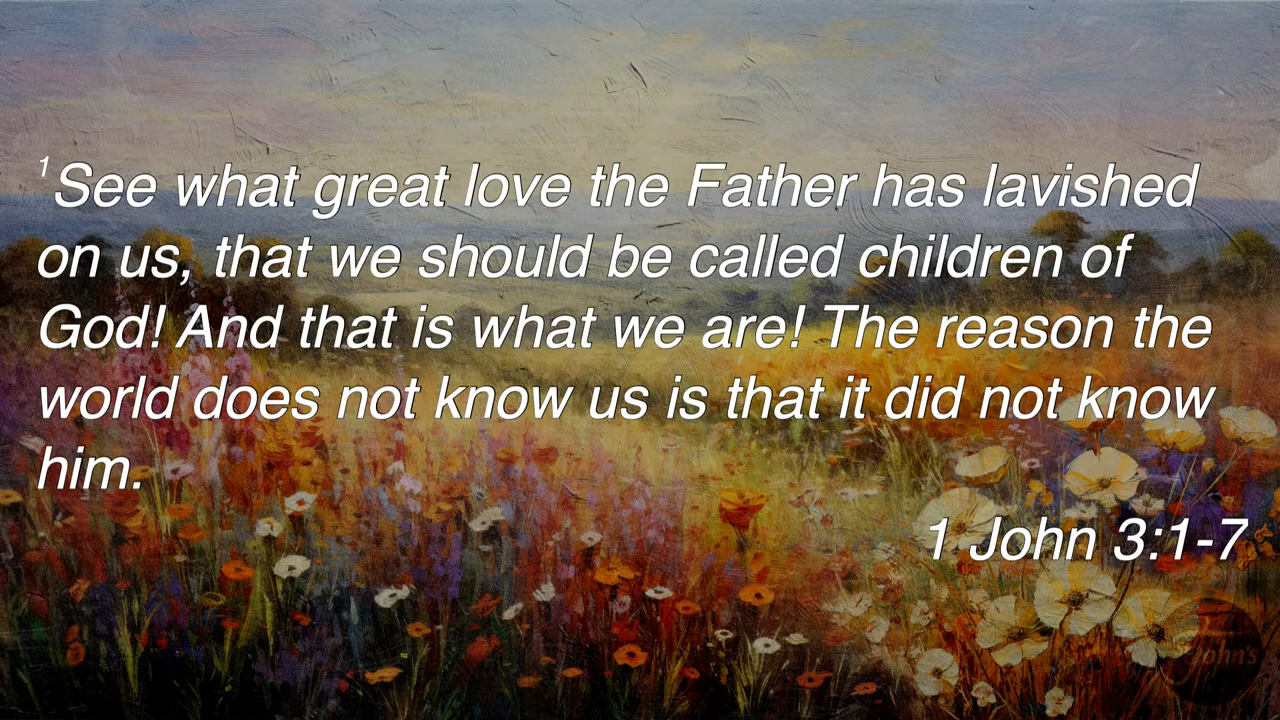 1See what great love the Father has lavished
on us, that we should be called children of
God! And that is what we are! The reason the
world does not know us is that it did not know
him.
1 John 3:1-7
John's